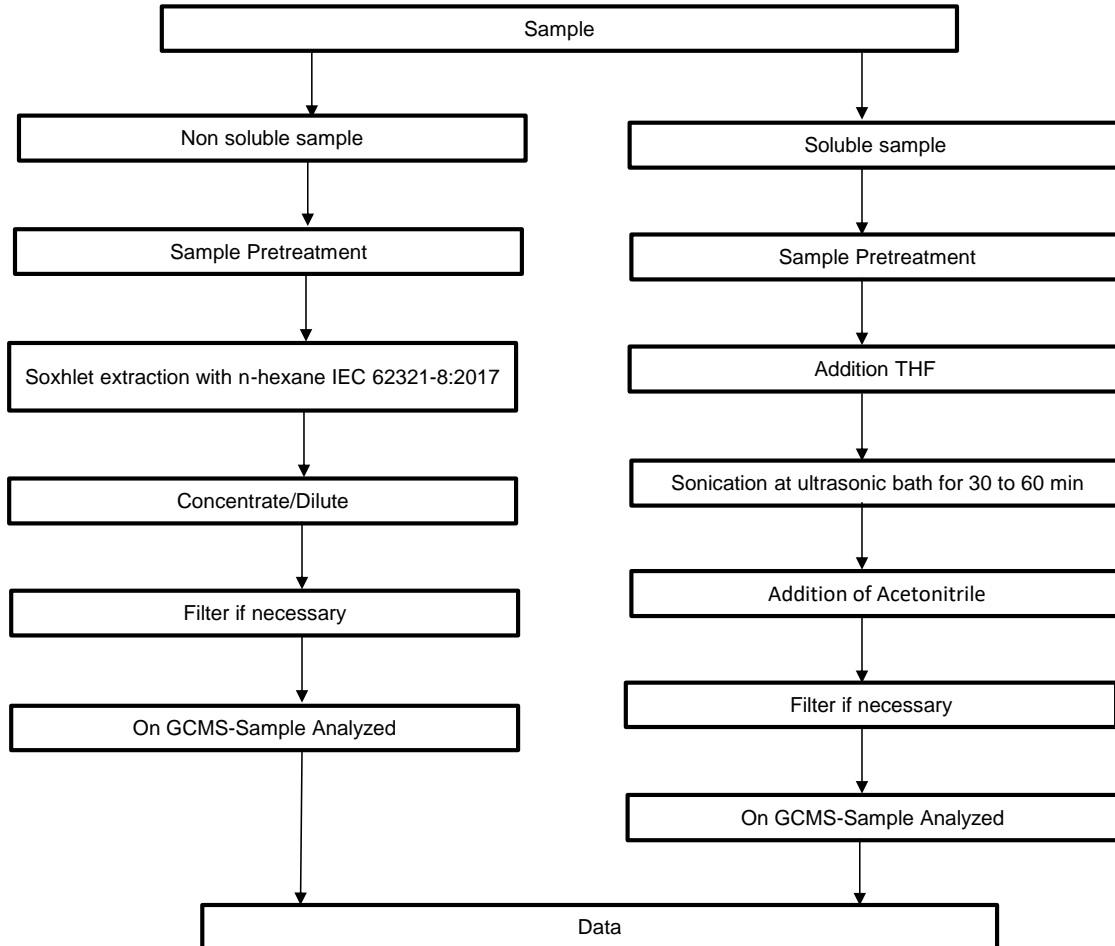 Sample
Non soluble sample
Sample Pretreatment
Soxhlet extraction with n-hexane IEC 62321-8:2017
Concentrate/Dilute
Filter if necessary
On GCMS-Sample Analyzed
Soluble sample
Sample Pretreatment
Addition THF
Sonication at ultrasonic bath for 30 to 60 min
Addition of Acetonitrile
Filter if necessary
On GCMS-Sample Analyzed
Data